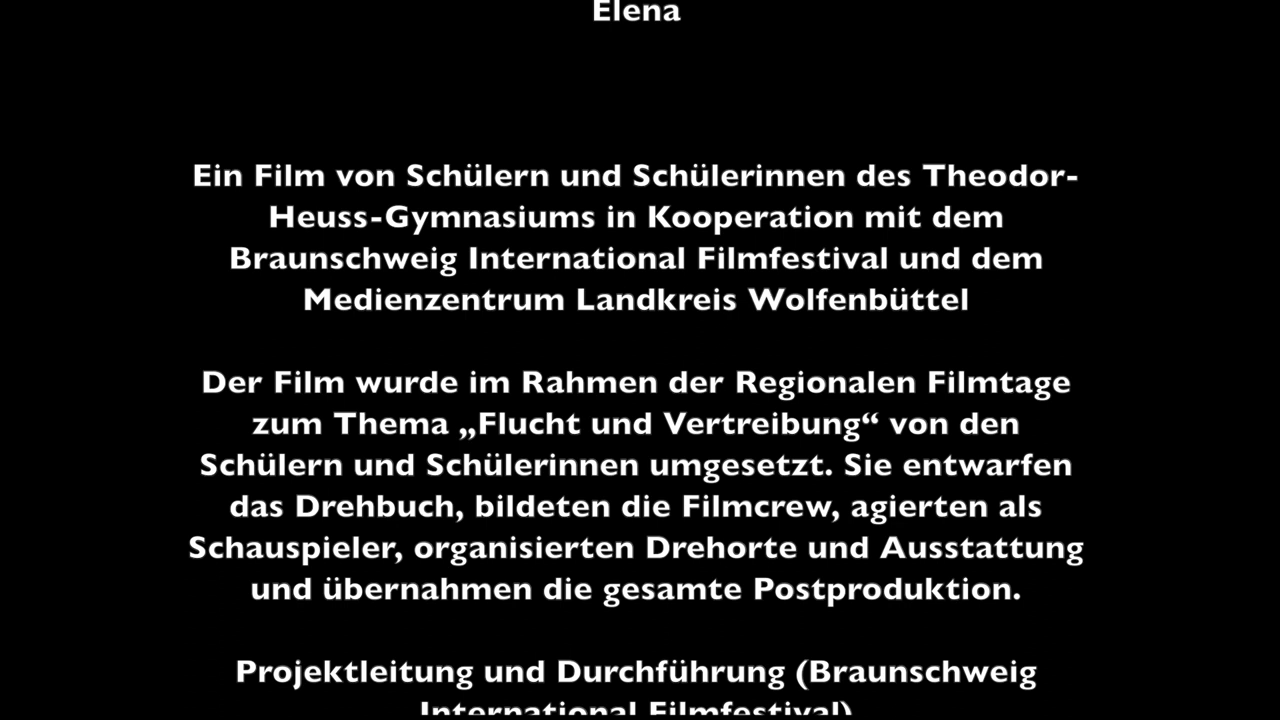 Elena
Ein Film von Schülern und Schülerinnen des Theodor-
Heuss-Gymnasiums in Kooperation mit dem
Braunschweig International Filmfestival und dem
Medienzentrum Landkreis Wolfenbüttel
Der Film wurde im Rahmen der Regionalen Filmtage
zum Thema „Flucht und Vertreibung“ von den
Schülern und Schülerinnen umgesetzt. Sie entwarfen
das Drehbuch, bildeten die Filmcrew, agierten als
Schauspieler, organisierten Drehorte und Ausstattung
und übernahmen die gesamte Postproduktion.
Projektleitung und Durchführung (Braunschweig
International Filmfestival)